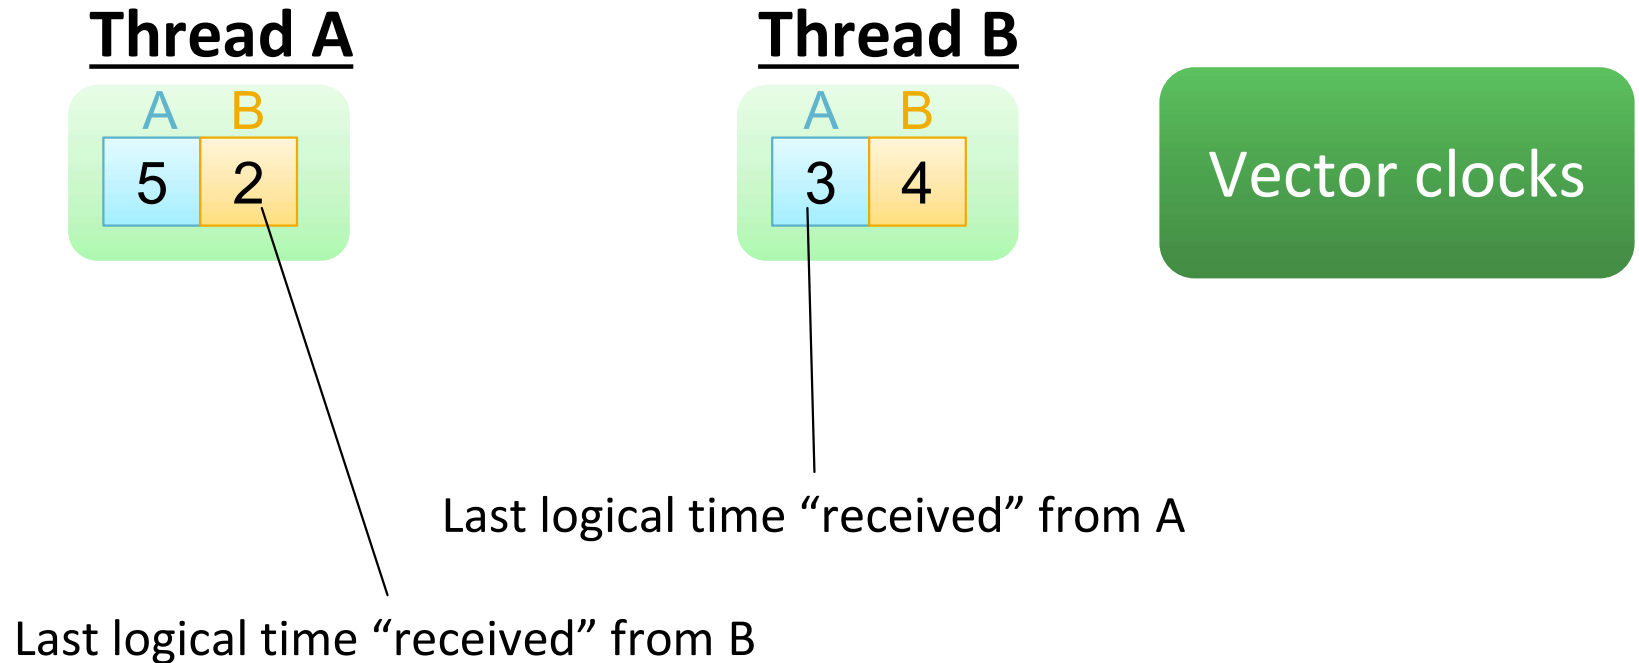 Thread A
Thread B
A B
5 2
A B
3 4
Vector clocks
Last logical time “received” from A
Last logical time “received” from B